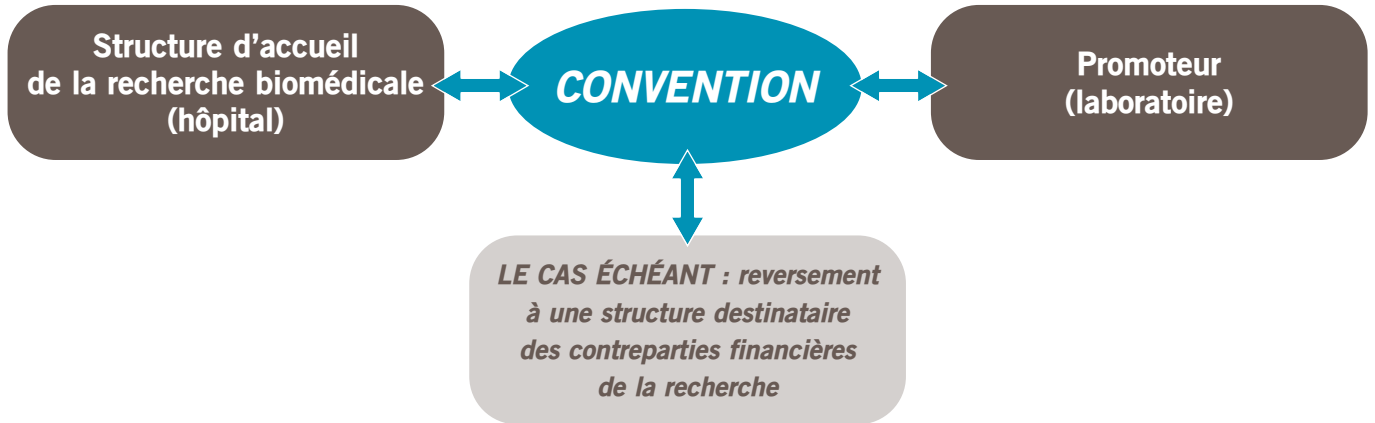 Structure d’accueil
de la recherche biomédicale
(hôpital)
CONVENTION
Promoteur
(laboratoire)
LE CAS ÉCHÉANT : reversement
à une structure destinataire
des contreparties financières
de la recherche